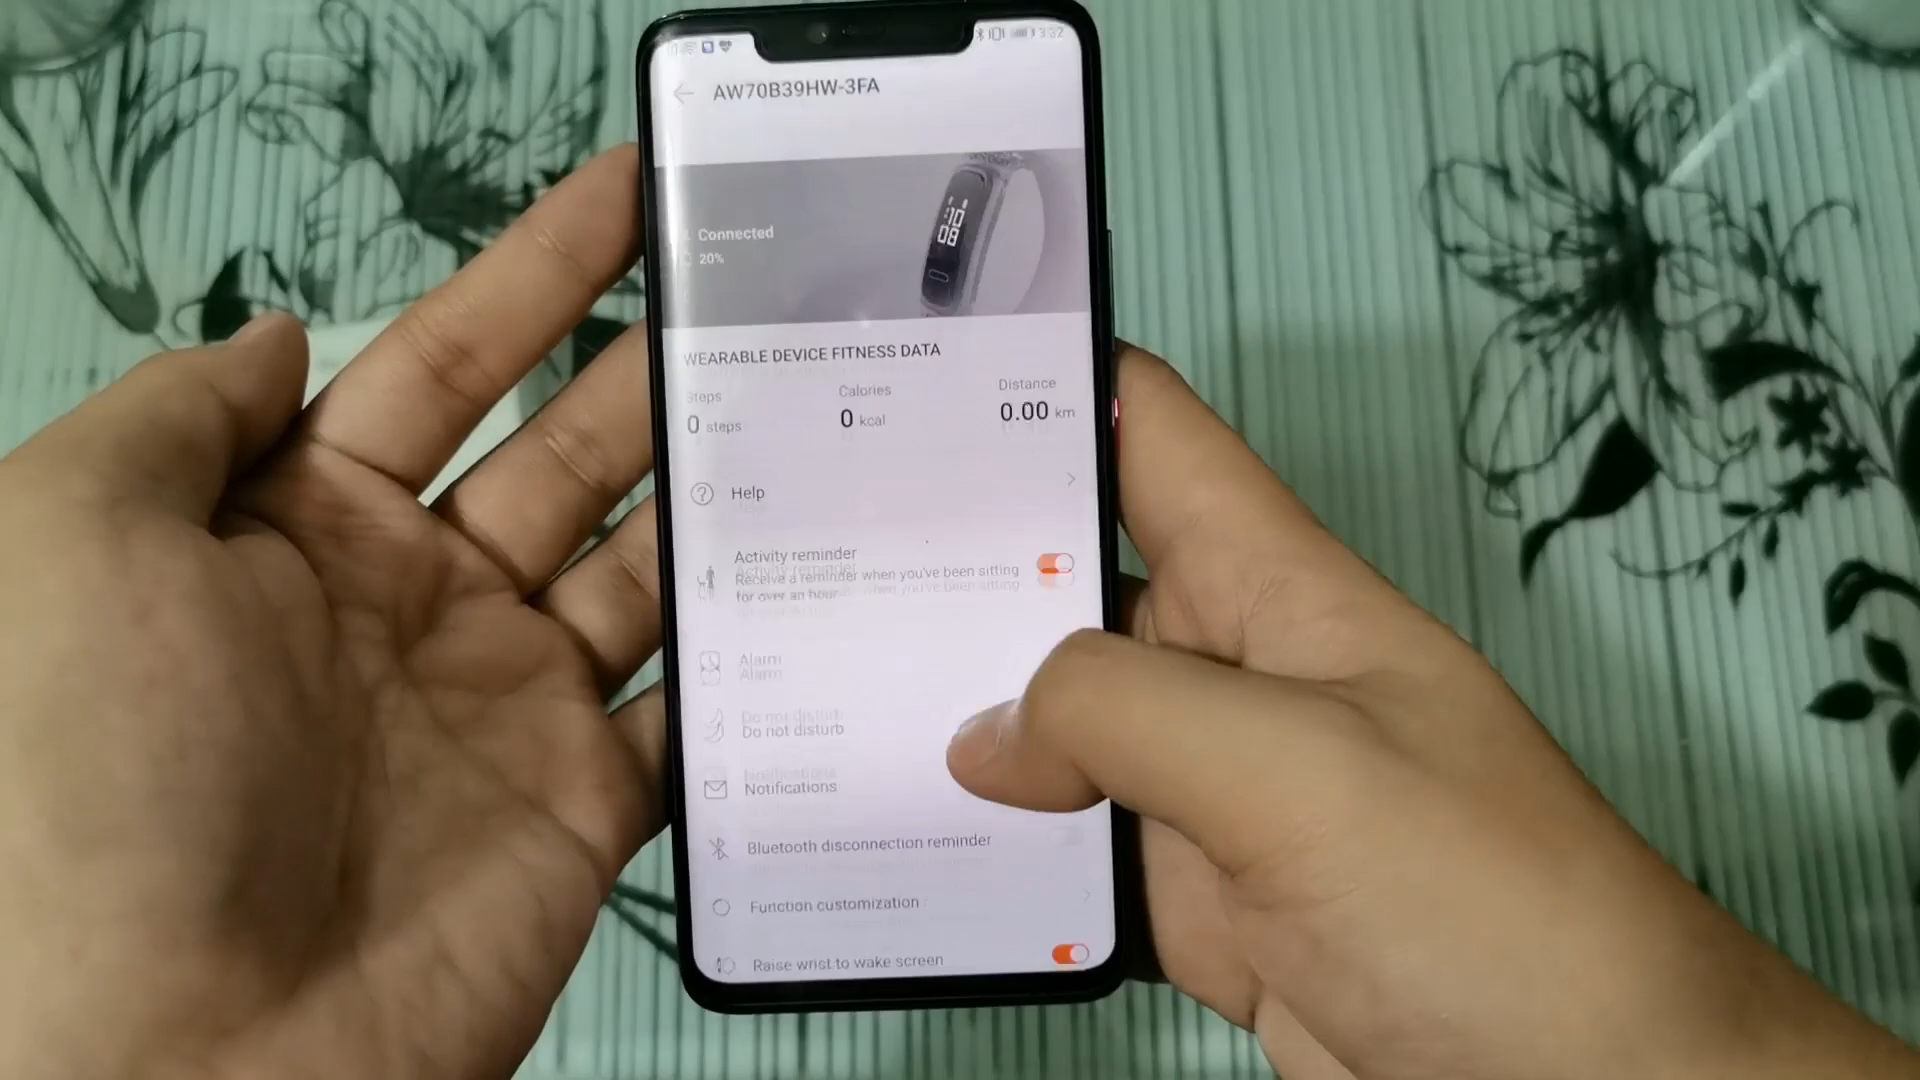 3:32
AW70B39HW-3FA
10
08
Connected
20%
WEARABLE DEVICE FITNESS DATA
Steps Calories Distance
0 steps 0 kcal 0.00 km
Help
Activity reminder
Receive a reminder when you've been sitting
for over an hour
Alarm
Do not disturb
Notifications
Bluetooth disconnection reminder
Function customization
Raise wrist to wake screen